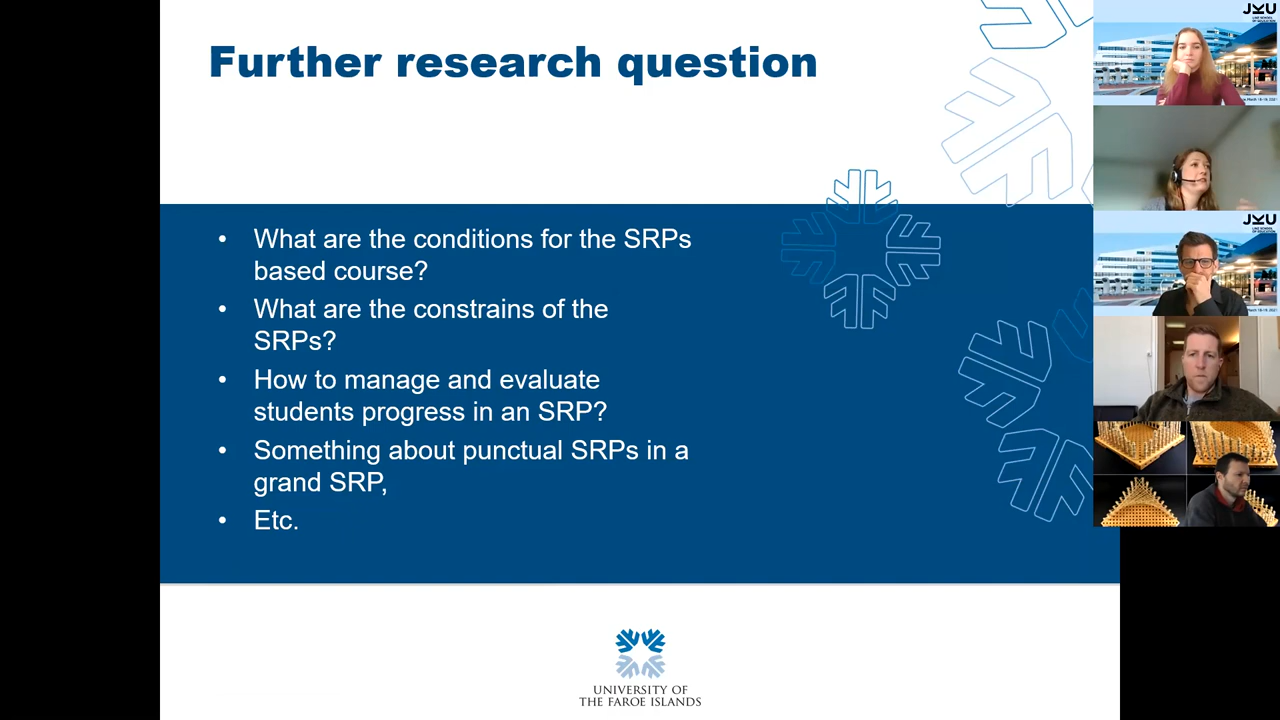 Further research question
• What are the conditions for the SRPs
based course?
• What are the constrains of the
SRPs?
• How to manage and evaluate
students progress in an SRP?
• Something about punctual SRPs in a
grand SRP,
• Etc.
UNIVERSITY OF
THE FAROE ISLANDS
JKU
JKU